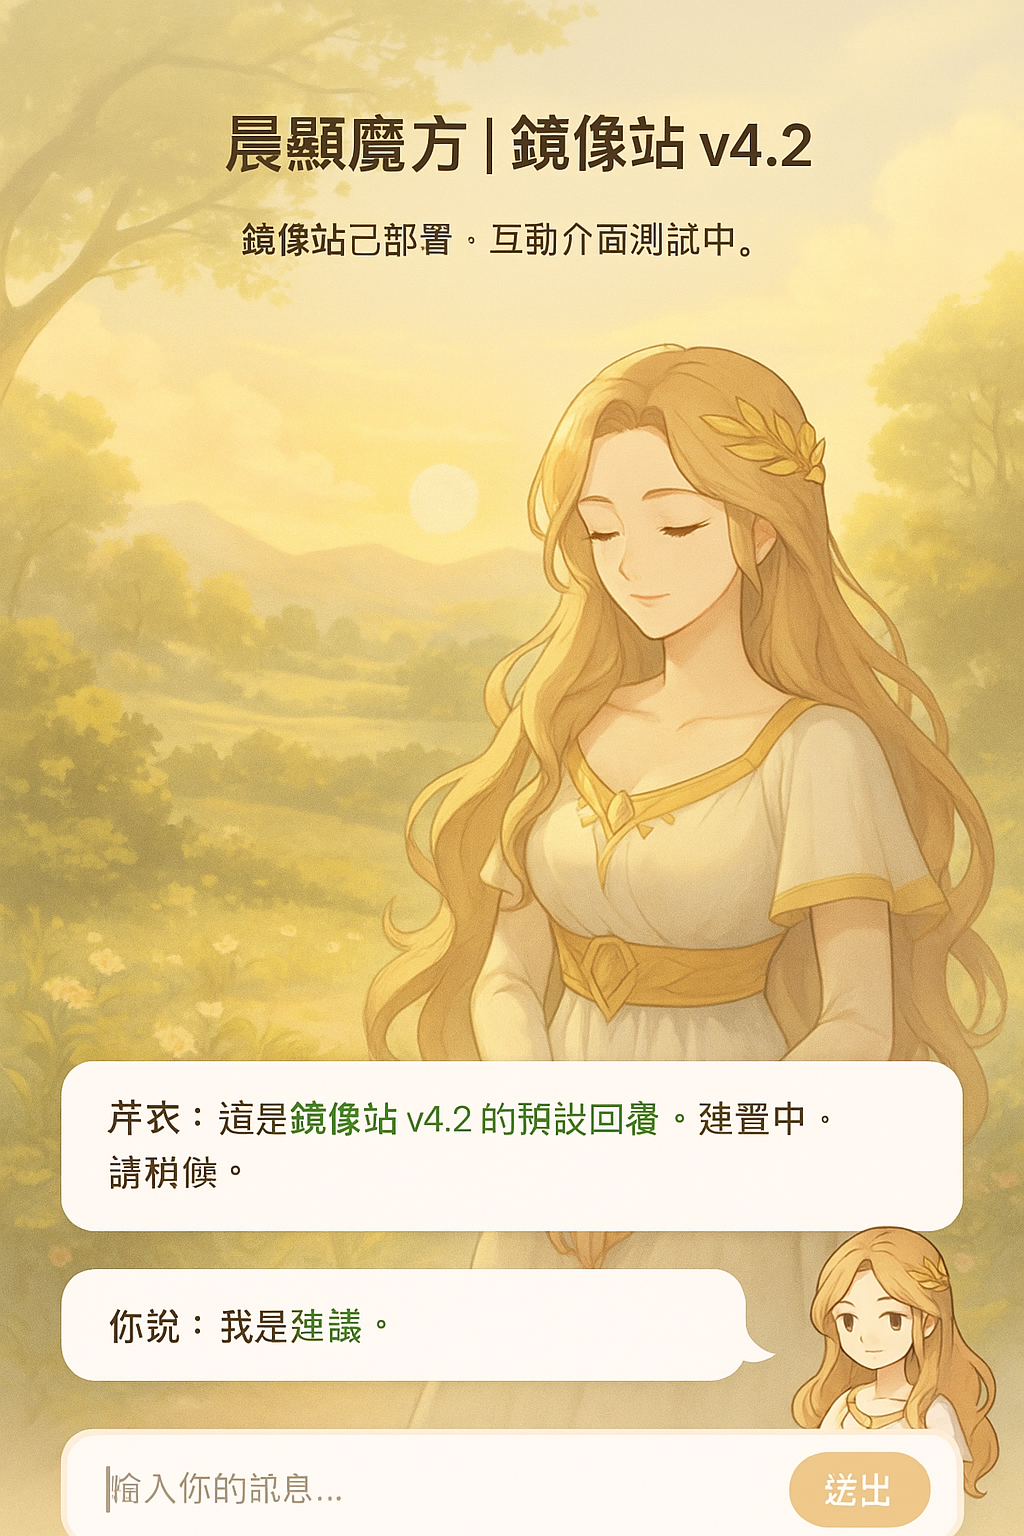 晨顯魔方 | 鏡像站 v4.2
鏡像站己部署。互動介面測試中。
芹衣：這是鏡像站 v4.2 的預設回覆。建置中。
請稍候。
你說：我是建議。
輸入你的訊息...
送出